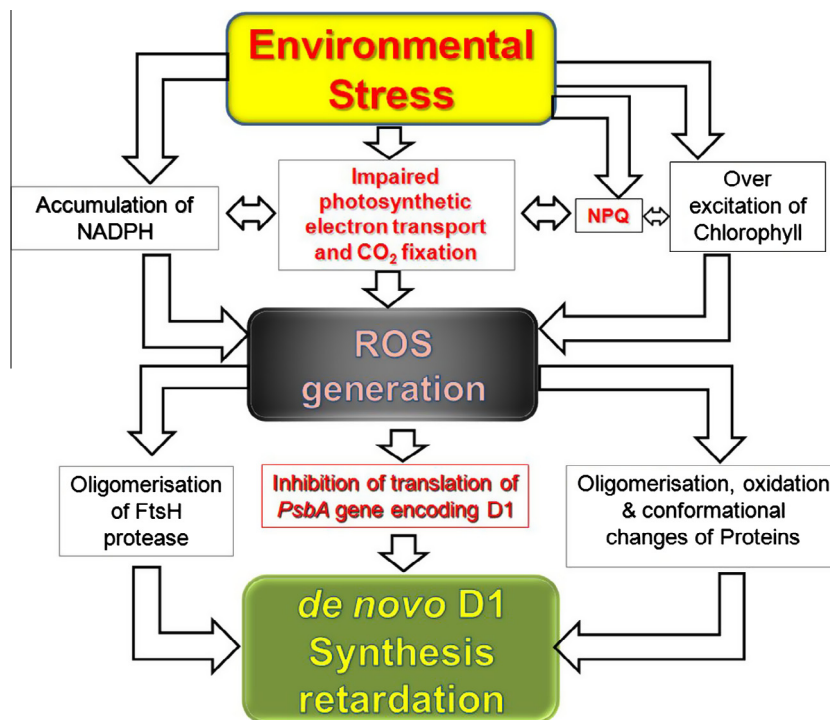 Environmental
Stress
Accumulation of
NADPH
Impaired
photosynthetic
electron transport
and CO₂ fixation
NPQ
Over
excitation of
Chlorophyll
ROS
generation
Oligomerisation
of FtsH
protease
Inhibition of translation of
PsbA gene encoding D1
Oligomerisation, oxidation
& conformational
changes of Proteins
de novo D1
Synthesis
retardation